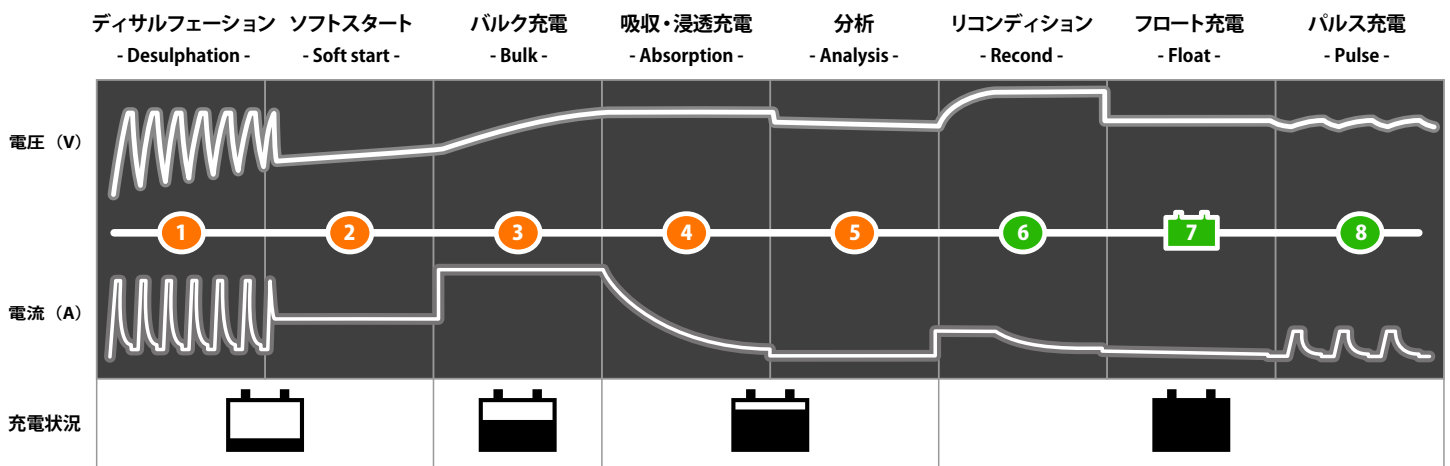 ディサルフェーション ソフトスタート バルク充電 吸収・浸透充電 分析 リコンディション フロート充電 パルス充電
- Desulphation - - Soft start - - Bulk - - Absorption - - Analysis - - Recond - - Float - - Pulse -
電圧（V）
1 2 3 4 5 6 7 8
電流（A）
充電状況